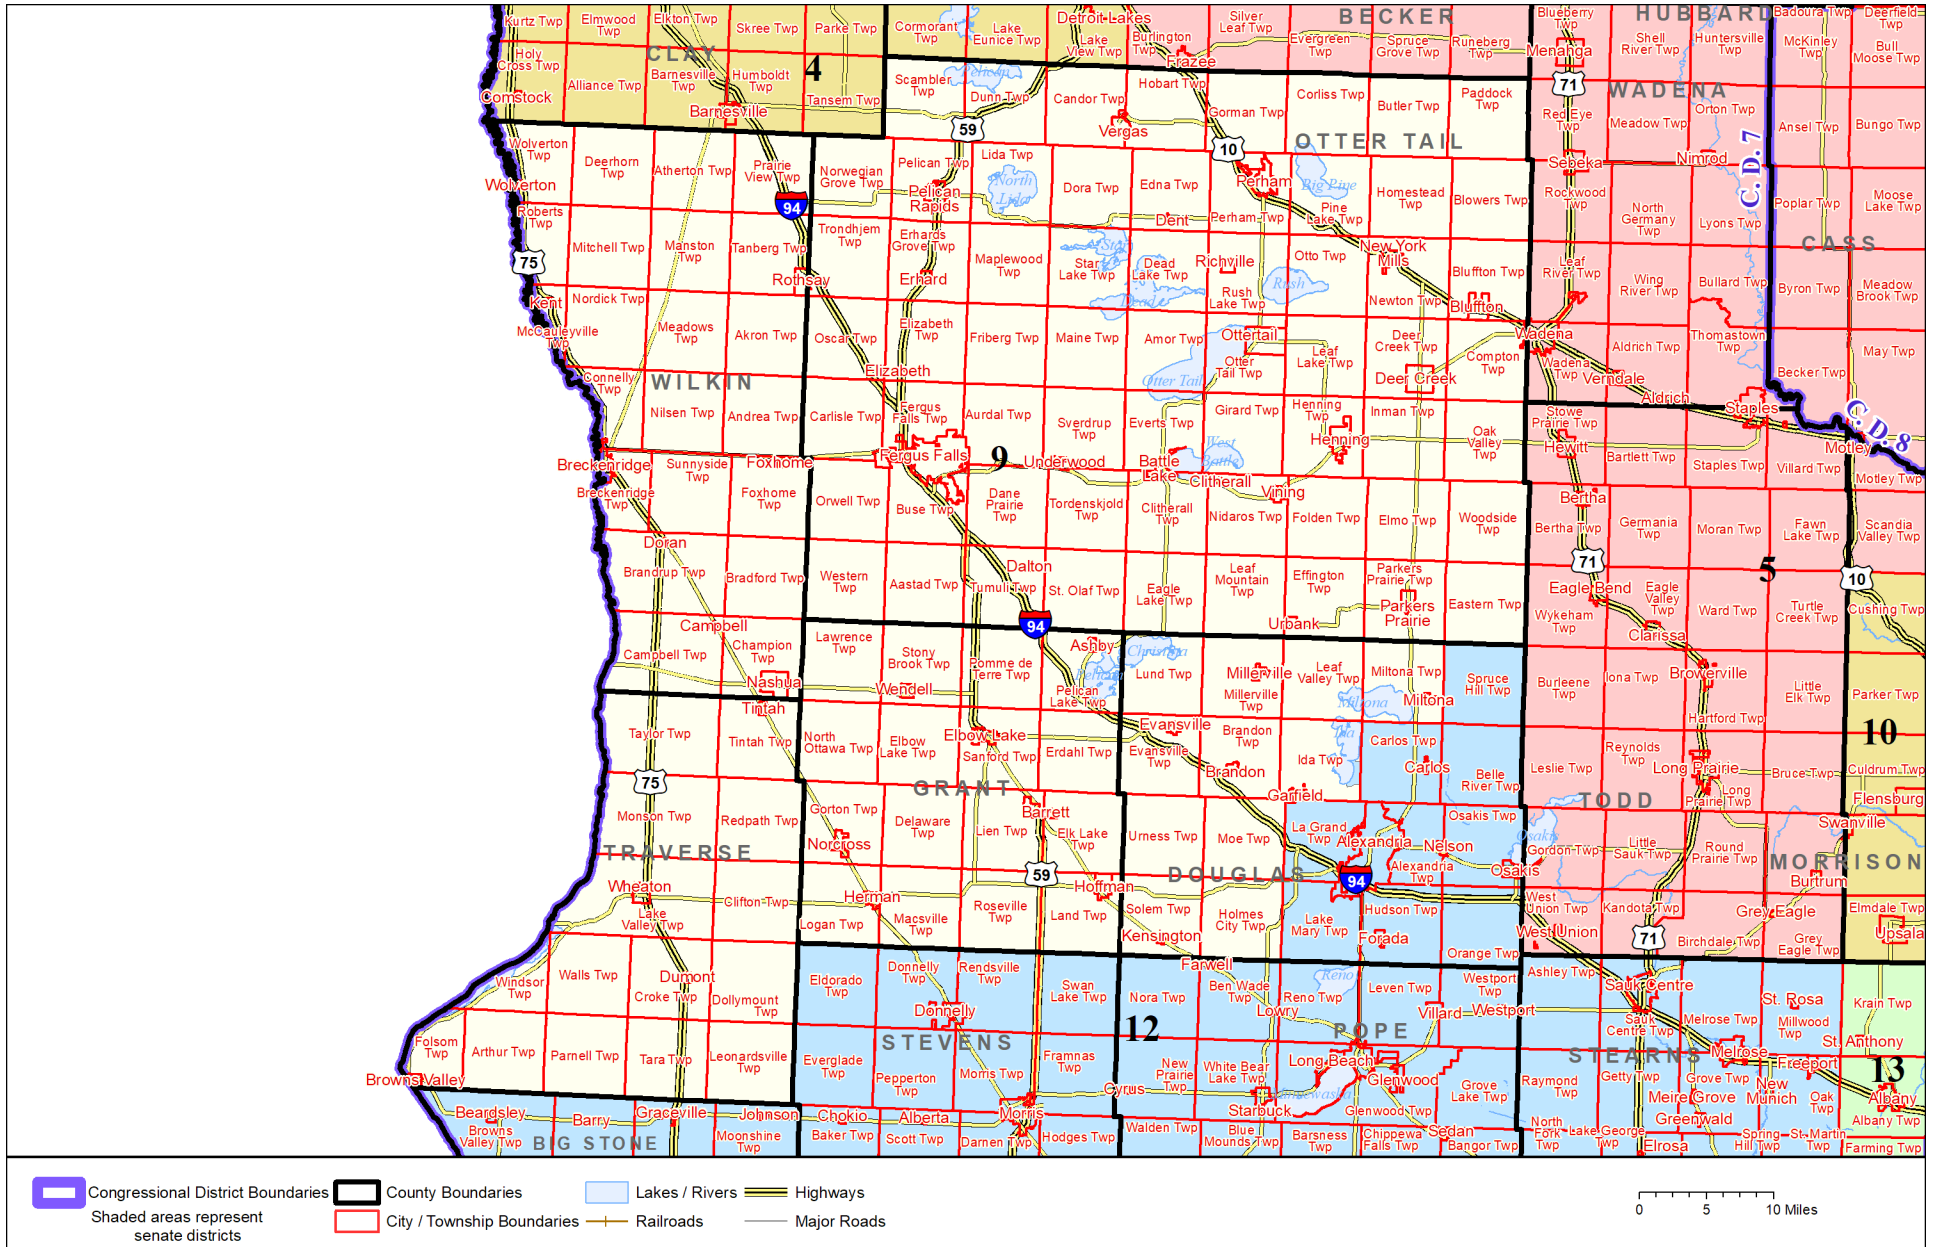 Kurtz Twp
Elmwood Twp
Elkton Twp
Skree Twp
Parke Twp
Cormorant Twp
Lake Eunice Twp
Detroit Lakes
Lake View Twp
Burlington Twp
Silver Leaf Twp
BECKER
Evergreen Twp
Spruce Grove Twp
Runeberg Twp
Frazee
Blueberry Twp
Menahga
HUBBARD
Shell River Twp
Huntersville Twp
Badoura Twp
McKinley Twp
Deerfield Twp
Bull Moose Twp
Holy Cross Twp
CLAY
4
Alliance Twp
Barnesville Twp
Humboldt Twp
Comstock
Barnesville
Tansem Twp
Scambler Twp
Pelican
Dunn Twp
Candor Twp
Hobart Twp
Gorman Twp
Corliss Twp
Butler Twp
Paddock Twp
Vergas
59
10
OTTER TAIL
71
WADENA
Red Eye Twp
Meadow Twp
Orton Twp
Ansel Twp
Bungo Twp
C. D. 7
Wolverton Twp
Deerhorn Twp
Atherton Twp
Prairie View Twp
Norwegian Grove Twp
Pelican Twp
Lida Twp
Pelican Rapids
North Lida
Dora Twp
Edna Twp
Perham
Big Pine
Homestead Twp
Blowers Twp
Sebeka
Nimrod
Rockwood Twp
North Germany Twp
Lyons Twp
Poplar Twp
Moose Lake Twp
CASS
Wolverton
Roberts Twp
94
Mitchell Twp
Manston Twp
Tanberg Twp
Trondhjem Twp
Erhards Grove Twp
Maplewood Twp
Dent
Perham Twp
Pine Lake Twp
Star
Star Lake Twp
Dead Lake Twp
Richville
Otto Twp
New York Mills
Bluffton Twp
Leaf River Twp
Wing River Twp
Bullard Twp
Byron Twp
Meadow Brook Twp
75
Rothsay
Erhard
Kent
Nordick Twp
Dead
Rush Lake Twp
Rush
Newton Twp
Bluffton
McCauleyville Twp
Meadows Twp
Akron Twp
Oscar Twp
Elizabeth Twp
Friberg Twp
Maine Twp
Amor Twp
Ottertail
Leaf Lake Twp
Deer Creek Twp
Compton Twp
Wadena
Aldrich Twp
Thomastown Twp
May Twp
Connelly Twp
WILKIN
Elizabeth
Otter Tail
Otter Tail Twp
Deer Creek
Wadena Twp
Verndale
Becker Twp
Nilsen Twp
Andrea Twp
Carlisle Twp
Fergus Falls Twp
Aurdal Twp
Sverdrup Twp
Everts Twp
Girard Twp
Henning Twp
Inman Twp
Aldrich
Staples
Stowe Prairie Twp
C. D. 8
Motley
Breckenridge
Sunnyside Twp
Foxhome
Fergus Falls
9
Underwood
Battle Lake
West Battle
Henning
Oak Valley Twp
Hewitt
Bartlett Twp
Staples Twp
Villard Twp
Motley Twp
Breckenridge Twp
Foxhome Twp
Orwell Twp
Buse Twp
Dane Prairie Twp
Tordenskjold Twp
Clitherall
Clitherall Twp
Vining
Nidaros Twp
Folden Twp
Elmo Twp
Woodside Twp
Bertha
Bertha Twp
Germania Twp
Moran Twp
Fawn Lake Twp
Scandia Valley Twp
Doran
Brandrup Twp
Bradford Twp
Western Twp
Aastad Twp
Dalton
Tumuli Twp
St. Olaf Twp
Eagle Lake Twp
Leaf Mountain Twp
Effington Twp
Parkers Prairie Twp
Parkers Prairie
Eastern Twp
71
5
10
Eagle Bend
Eagle Valley Twp
Ward Twp
Turtle Creek Twp
Cushing Twp
Campbell
94
Urbank
Wykeham Twp
Clarissa
Campbell Twp
Champion Twp
Nashua
Lawrence Twp
Stony Brook Twp
Wendell
Pomme de Terre Twp
Ashby
Pelican Lake Twp
Pelican
Christina
Lund Twp
Millerville
Millerville Twp
Leaf Valley Twp
Miltona Twp
Miltona
Miltona
Spruce Hill Twp
Burleene Twp
Iona Twp
Browerville
Little Elk Twp
Parker Twp
Tintah
Taylor Twp
Tintah Twp
North Ottawa Twp
Elbow Lake Twp
Elbow Lake
Sanford Twp
Erdahl Twp
Evansville
Evansville Twp
Brandon Twp
Brandon
Ida
Ida Twp
Carlos Twp
Carlos
Belle River Twp
Hartford Twp
Reynolds Twp
Leslie Twp
Long Prairie
Long Prairie Twp
Bruce Twp
10
Culdrum Twp
Flensburg
75
GRANT
Garfield
TODD
Monson Twp
Redpath Twp
Gorton Twp
Delaware Twp
Lien Twp
Barrett
Elk Lake Twp
Urness Twp
Moe Twp
La Grand Twp
Alexandria
Nelson
Osakis Twp
Osakis
Gordon Twp
Little Sauk Twp
Round Prairie Twp
Swanville
MORRISON
TRAVERSE
Norcross
59
DOUGLAS
94
Alexandria Twp
Osakis
Burtrum
Wheaton
Lake Valley Twp
Clifton Twp
Herman
Logan Twp
Macsville Twp
Roseville Twp
Hoffman
Land Twp
Solem Twp
Holmes City Twp
Lake Mary Twp
Hudson Twp
Forada
Orange Twp
West Union Twp
West Union
Kandota Twp
71
Grey Eagle
Birchdale Twp
Grey Eagle Twp
Elmdale Twp
Upsala
Kensington
Farwell
Windsor Twp
Walls Twp
Dumont
Croke Twp
Dollymount Twp
Eldorado Twp
Donnelly Twp
Rendsville Twp
Donnelly
Swan Lake Twp
Nora Twp
Ben Wade Twp
Lowry
Reno
Reno Twp
Leven Twp
Westport Twp
Villard
Westport
Ashley Twp
Sauk Centre
Sauk Centre Twp
St. Rosa
Melrose Twp
Millwood Twp
Krain Twp
12
POPE
STEVENS
STEARNS
St. Anthony
Folsom Twp
Arthur Twp
Parnell Twp
Tara Twp
Leonardsville Twp
Everglade Twp
Pepperton Twp
Morris Twp
Framnas Twp
New Prairie Twp
White Bear Lake Twp
Long Beach
Glenwood
Grove Lake Twp
Raymond Twp
Getty Twp
Melrose
Grove Twp
Freeport
13
Browns Valley
Cyrus
Starbuck
Minnewaska
Glenwood Twp
Meire Grove
New Munich
Oak Twp
Albany
Albany Twp
Beardsley
Barry
Graceville
Johnson
Chokio
Alberta
Morris
Greenwald
Browns Valley Twp
BIG STONE
Moonshine Twp
Baker Twp
Scott Twp
Darnen Twp
Hodges Twp
Walden Twp
Blue Mounds Twp
Barsness Twp
Chippewa Falls Twp
Sedan
Bangor Twp
North Fork Twp
Lake George Twp
Elrosa
Spring Hill Twp
St. Martin Twp
Farming Twp
Congressional District Boundaries
County Boundaries
Lakes / Rivers
Highways
Shaded areas represent
senate districts
City / Township Boundaries
Railroads
Major Roads
0 5 10 Miles